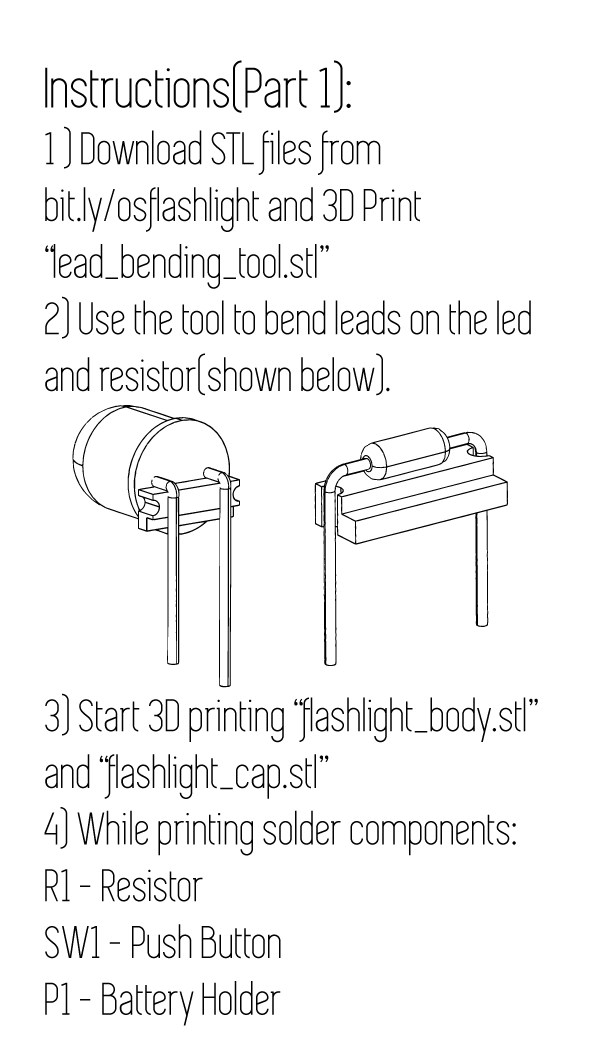 Instructions(Part 1):
1 ) Download STL files from
bit.ly/osflashlight and 3D Print
“lead_bending_tool.stl”
2) Use the tool to bend leads on the led
and resistor(shown below).
3) Start 3D printing “flashlight_body.stl”
and “flashlight_cap.stl”
4) While printing solder components:
R1 - Resistor
SW1 - Push Button
P1 - Battery Holder